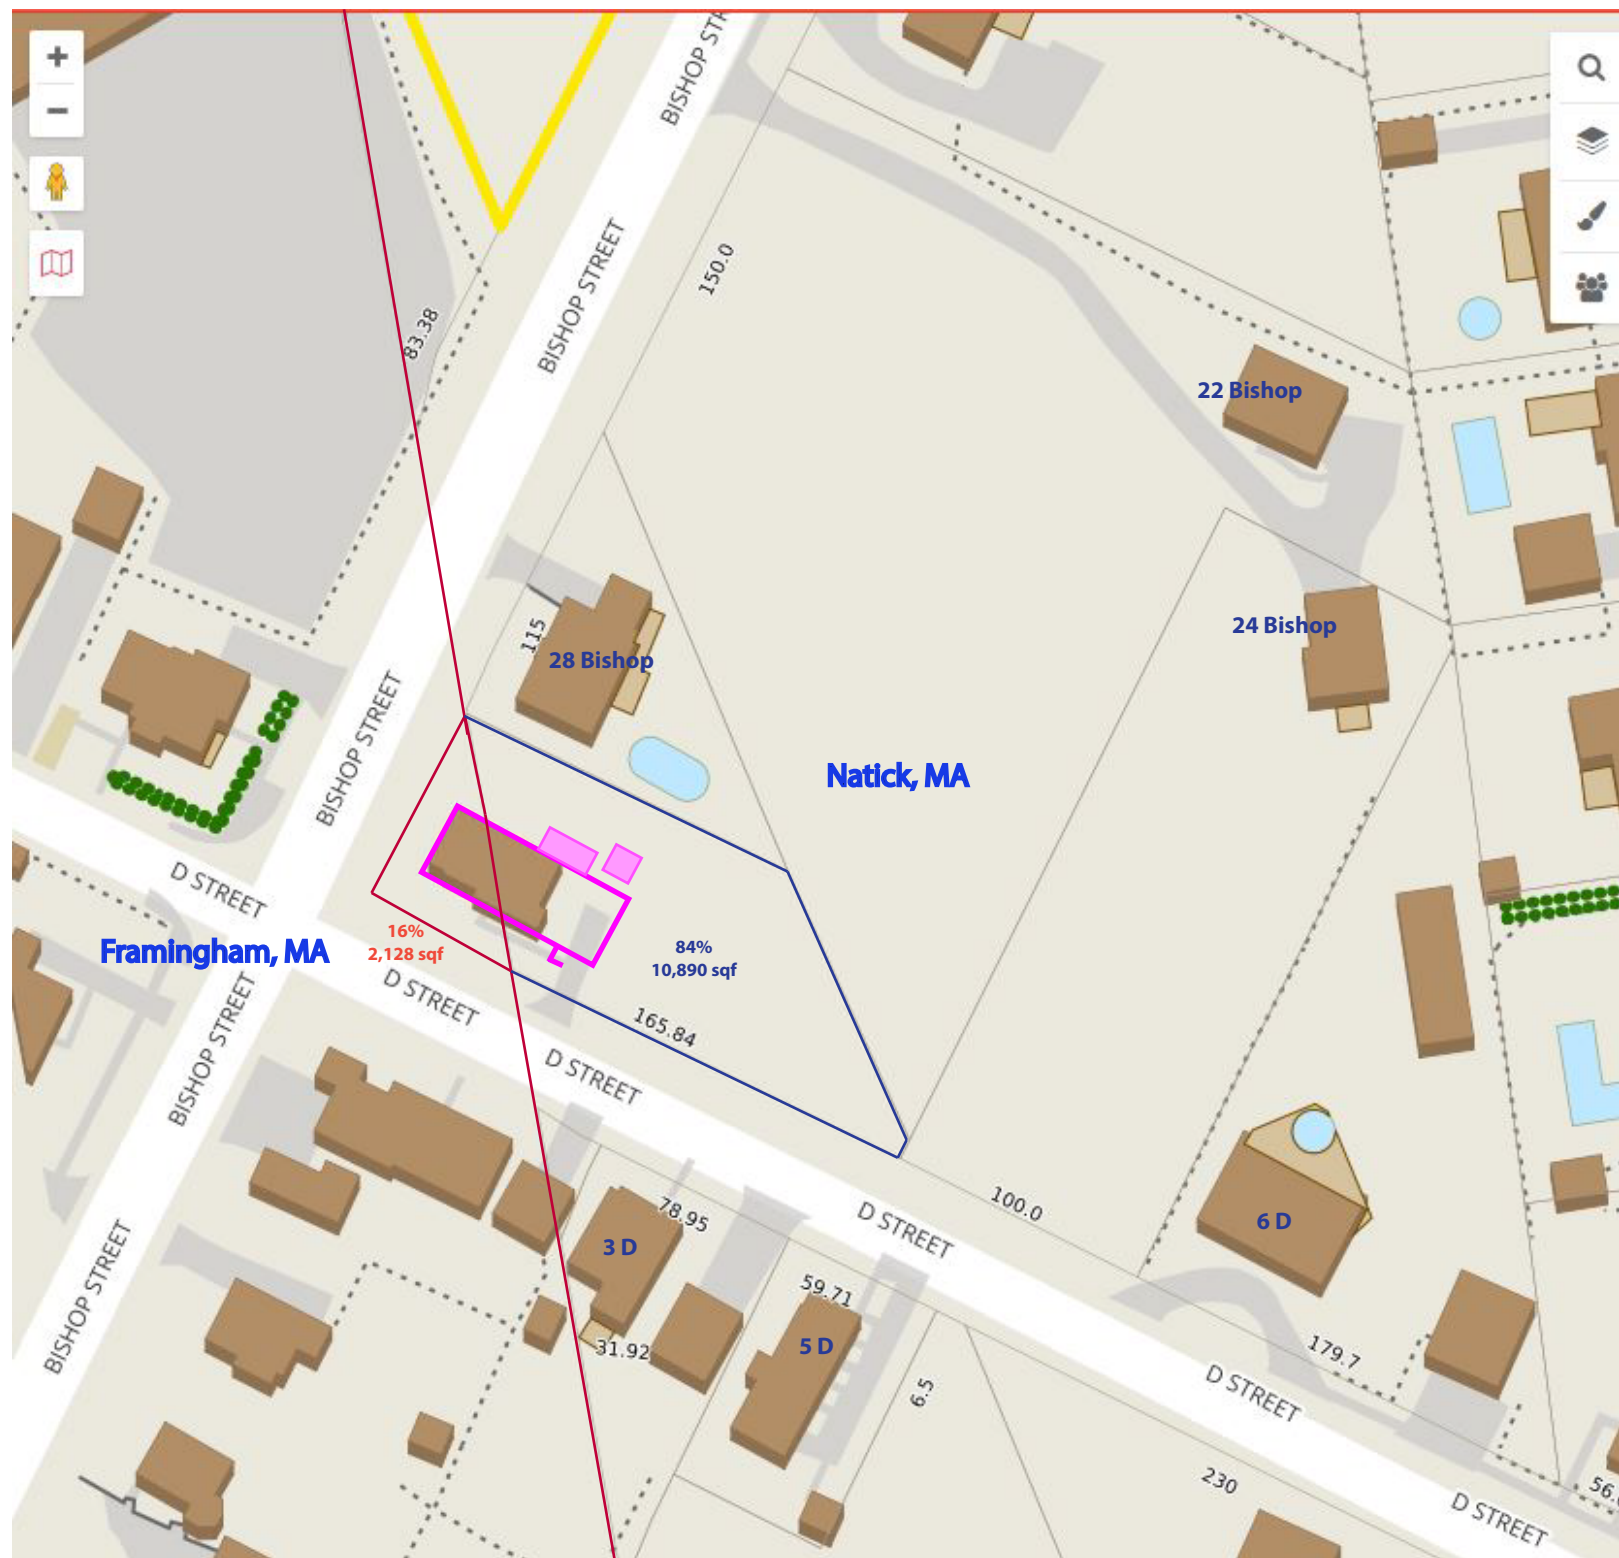 +
−
BISHOP STR
BISHOP STR
BISHOP STREET
150.0
83.38
22 Bishop
24 Bishop
115
28 Bishop
BISHOP STREET
Natick, MA
D STREET
16%
2,128 sqf
Framingham, MA
84%
10,890 sqf
D STREET
165.84
BISHOP STREET
D STREET
100.0
78.95
D STREET
6 D
3 D
BISHOP STREET
59.71
5 D
31.92
179.7
6.5
D STREET
230
56.
D STREET